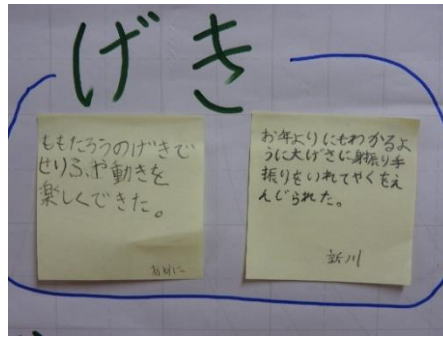 げき
ももたろうのげきで
せりふや動きを
楽しくできた。
お年よりにもわかるよ
うに大げさに身振り手
振りをいれてやくをえ
んじられた。
新川